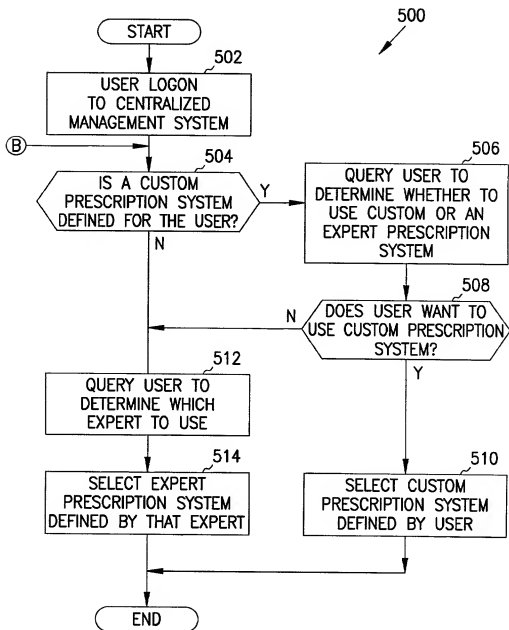 500
START
502
USER LOGON
TO CENTRALIZED
MANAGEMENT SYSTEM
B
504
IS A CUSTOM
PRESCRIPTION SYSTEM
DEFINED FOR THE USER?
Y
N
506
QUERY USER TO
DETERMINE WHETHER TO
USE CUSTOM OR AN
EXPERT PRESCRIPTION
SYSTEM
508
DOES USER WANT TO
USE CUSTOM PRESCRIPTION
SYSTEM?
N
Y
512
QUERY USER TO
DETERMINE WHICH
EXPERT TO USE
514
SELECT EXPERT
PRESCRIPTION SYSTEM
DEFINED BY THAT EXPERT
510
SELECT CUSTOM
PRESCRIPTION SYSTEM
DEFINED BY USER
END